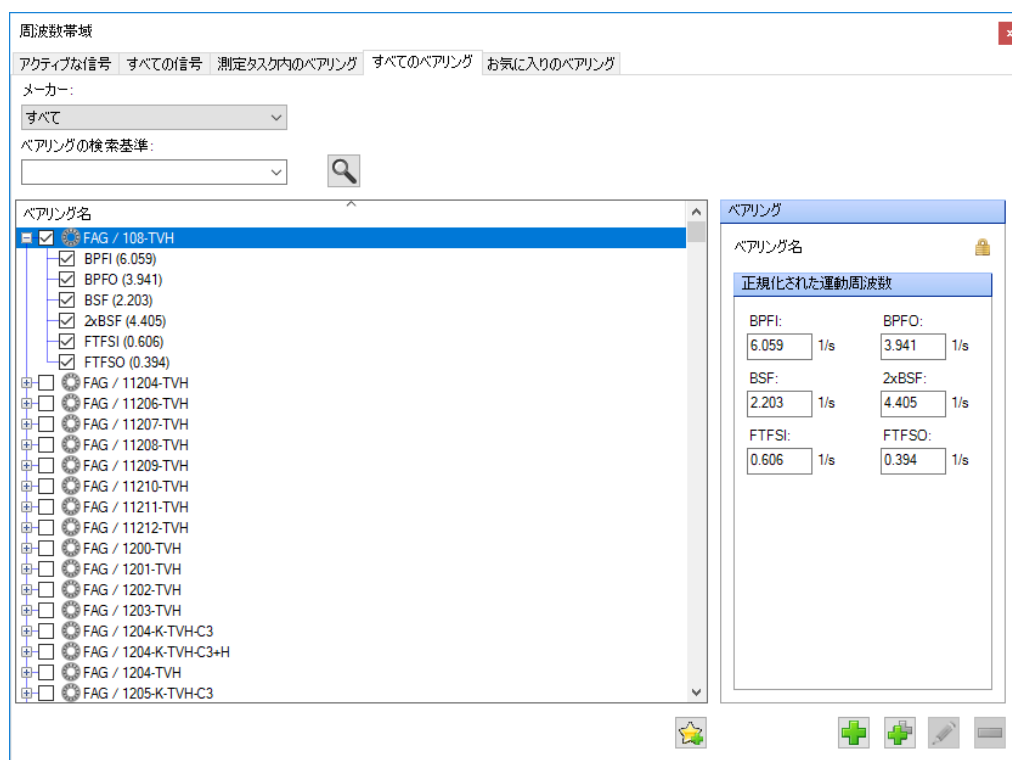 周波数帯域
アクティブな信号 すべての信号 測定タスク内のベアリング すべてのベアリング お気に入りのベアリング
メーカー:
すべて
ベアリングの検索基準:
ベアリング名
FAG / 108-TVH
BPFI (6.059)
BPFO (3.941)
BSF (2.203)
2xBSF (4.405)
FTFSI (0.606)
FTFSO (0.394)
FAG / 11204-TVH
FAG / 11206-TVH
FAG / 11207-TVH
FAG / 11208-TVH
FAG / 11209-TVH
FAG / 11210-TVH
FAG / 11211-TVH
FAG / 11212-TVH
FAG / 1200-TVH
FAG / 1201-TVH
FAG / 1202-TVH
FAG / 1203-TVH
FAG / 1204-K-TVH-C3
FAG / 1204-K-TVH-C3+H
FAG / 1204-TVH
FAG / 1205-K-TVH-C3
ベアリング
ベアリング名
正規化された運動周波数
BPFI: BPFO:
6.059 1/s 3.941 1/s
BSF: 2xBSF:
2.203 1/s 4.405 1/s
FTFSI: FTFSO:
0.606 1/s 0.394 1/s